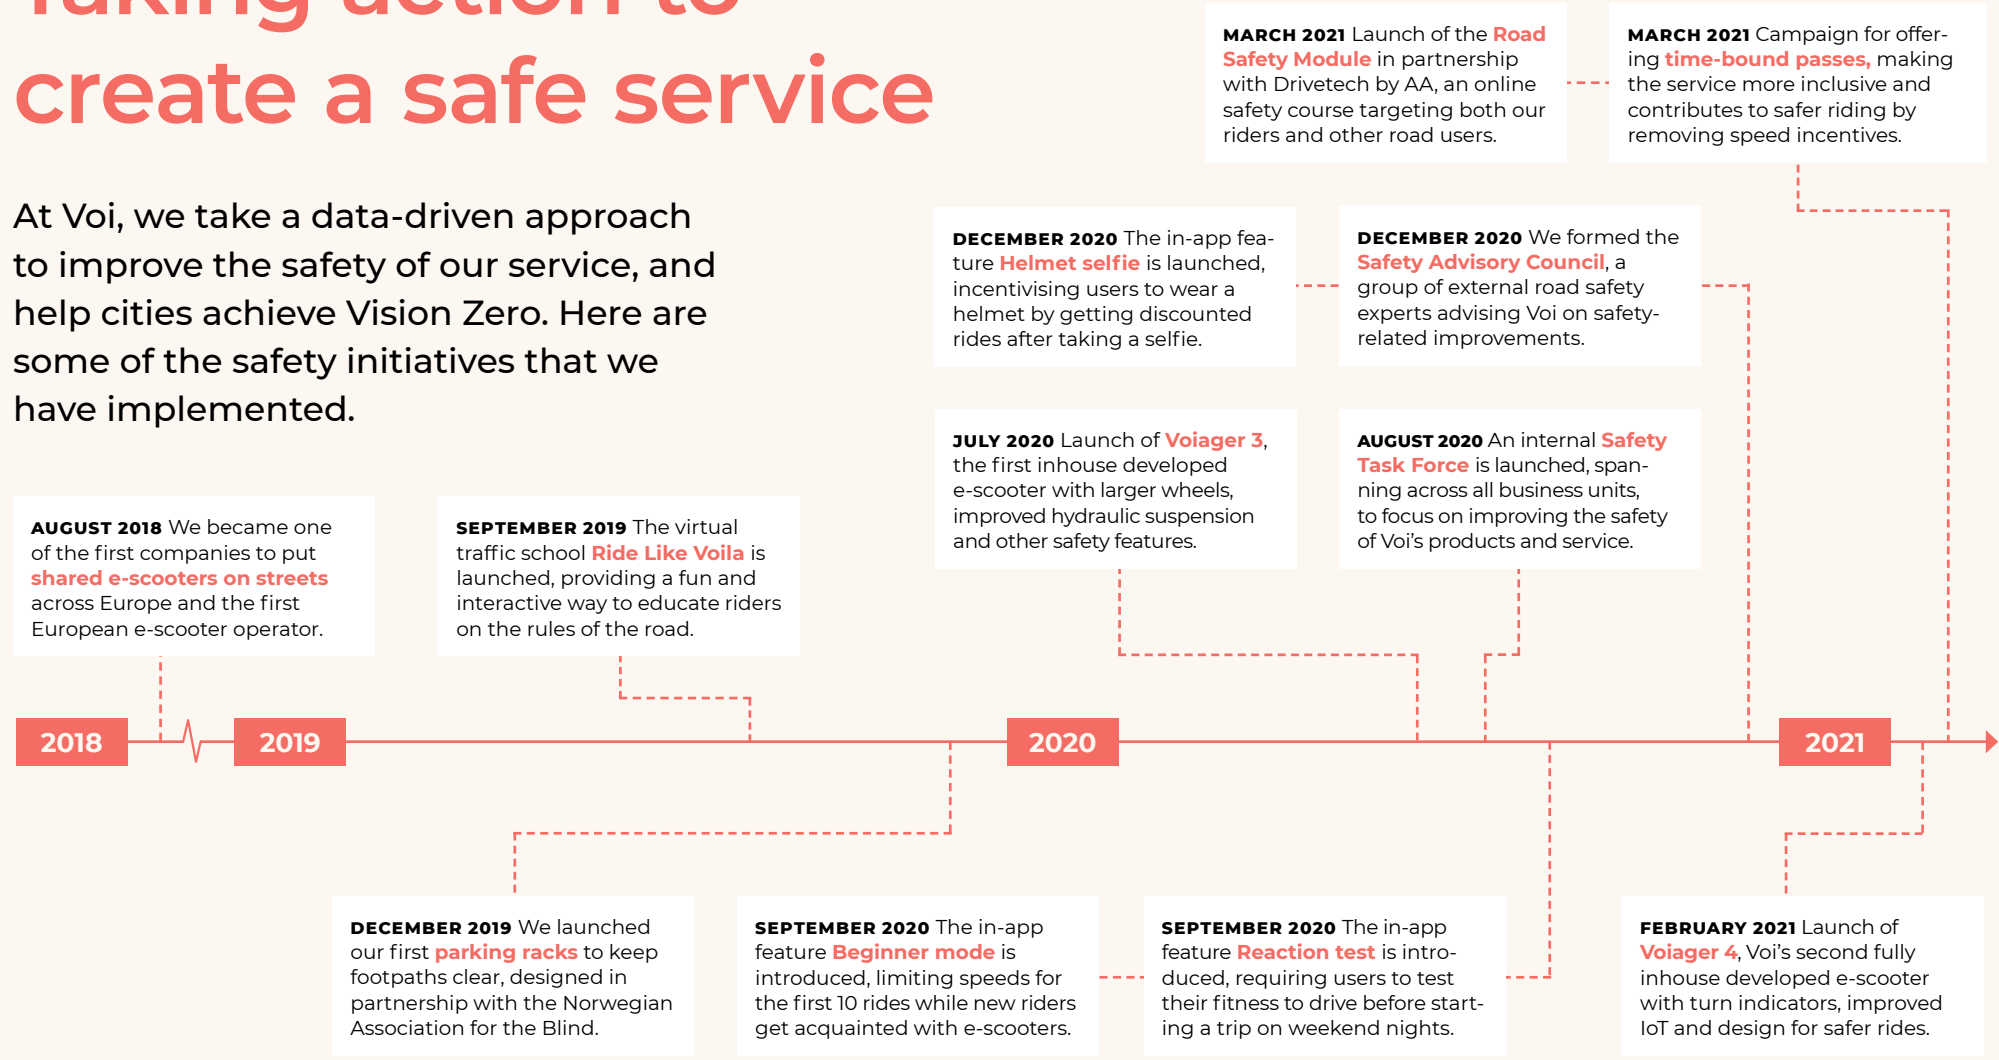 Taking action to
create a safe service
At Voi, we take a data-driven approach
to improve the safety of our service, and
help cities achieve Vision Zero. Here are
some of the safety initiatives that we
have implemented.
MARCH 2021 Launch of the Road
Safety Module in partnership
with Drivetech by AA, an online
safety course targeting both our
riders and other road users.
MARCH 2021 Campaign for offer-
ing time-bound passes, making
the service more inclusive and
contributes to safer riding by
removing speed incentives.
DECEMBER 2020 The in-app fea-
ture Helmet selfie is launched,
incentivising users to wear a
helmet by getting discounted
rides after taking a selfie.
DECEMBER 2020 We formed the
Safety Advisory Council, a
group of external road safety
experts advising Voi on safety-
related improvements.
JULY 2020 Launch of Voiager 3,
the first inhouse developed
e-scooter with larger wheels,
improved hydraulic suspension
and other safety features.
AUGUST 2020 An internal Safety
Task Force is launched, span-
ning across all business units,
to focus on improving the safety
of Voi's products and service.
AUGUST 2018 We became one
of the first companies to put
shared e-scooters on streets
across Europe and the first
European e-scooter operator.
SEPTEMBER 2019 The virtual
traffic school Ride Like Voila is
launched, providing a fun and
interactive way to educate riders
on the rules of the road.
2018
2019
2020
2021
DECEMBER 2019 We launched
our first parking racks to keep
footpaths clear, designed in
partnership with the Norwegian
Association for the Blind.
SEPTEMBER 2020 The in-app
feature Beginner mode is
introduced, limiting speeds for
the first 10 rides while new riders
get acquainted with e-scooters.
SEPTEMBER 2020 The in-app
feature Reaction test is intro-
duced, requiring users to test
their fitness to drive before start-
ing a trip on weekend nights.
FEBRUARY 2021 Launch of
Voiager 4, Voi's second fully
inhouse developed e-scooter
with turn indicators, improved
IoT and design for safer rides.